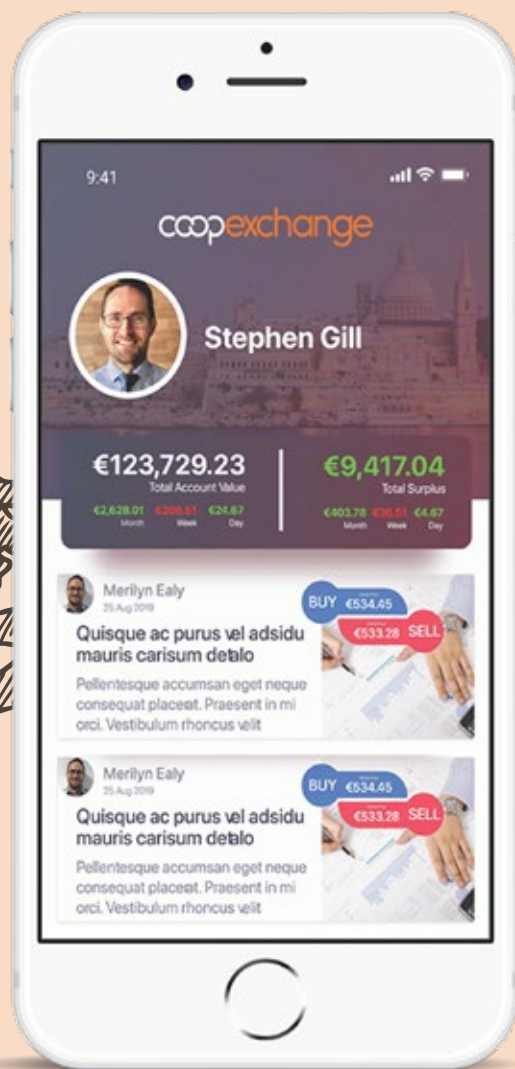 9:41
coopexchange
Stephen Gill
€123,729.23
Total Account Value
€2,628.01 €306.51 €24.67
Month Week Day
€9,417.04
Total Surplus
€403.78 €30.51 €4.67
Month Week Day
Merilyn Ealy
25 Aug 2019
BUY €534.45
€533.28 SELL
Quisque ac purus vel adsidu
mauris carisum detalo
Pellentesque accumsan eget neque
consequat placeat. Praesent in mi
orci. Vestibulum rhoncus velit
Merilyn Ealy
25 Aug 2019
BUY €534.45
€533.28 SELL
Quisque ac purus vel adsidu
mauris carisum detalo
Pellentesque accumsan eget neque
consequat placeat. Praesent in mi
orci. Vestibulum rhoncus velit